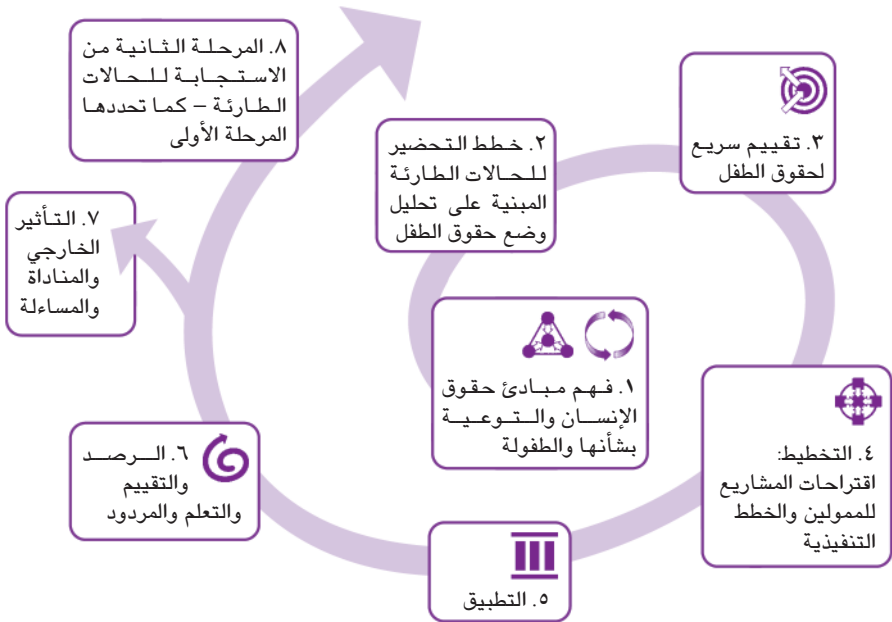 ٨. المرحلة الثانية من
الاستجابة للحالات
الطارئة – كما تحددها
المرحلة الأولى
٣. تقييم سريع
لحقوق الطفل
٢. خطط التحضير
للحالات الطارئة
المبنية على تحليل
وضع حقوق الطفل
٧. التأثير
الخارجي
والمناداة
والمساءلة
١. فهم مبادئ حقوق
الإنسان والتوعية
بشأنها والطفولة
٤. التخطيط:
اقتراحات المشاريع
للممولين والخطط
التنفيذية
٦. الرصد
والتقييم
والتعلم والمردود
٥. التطبيق